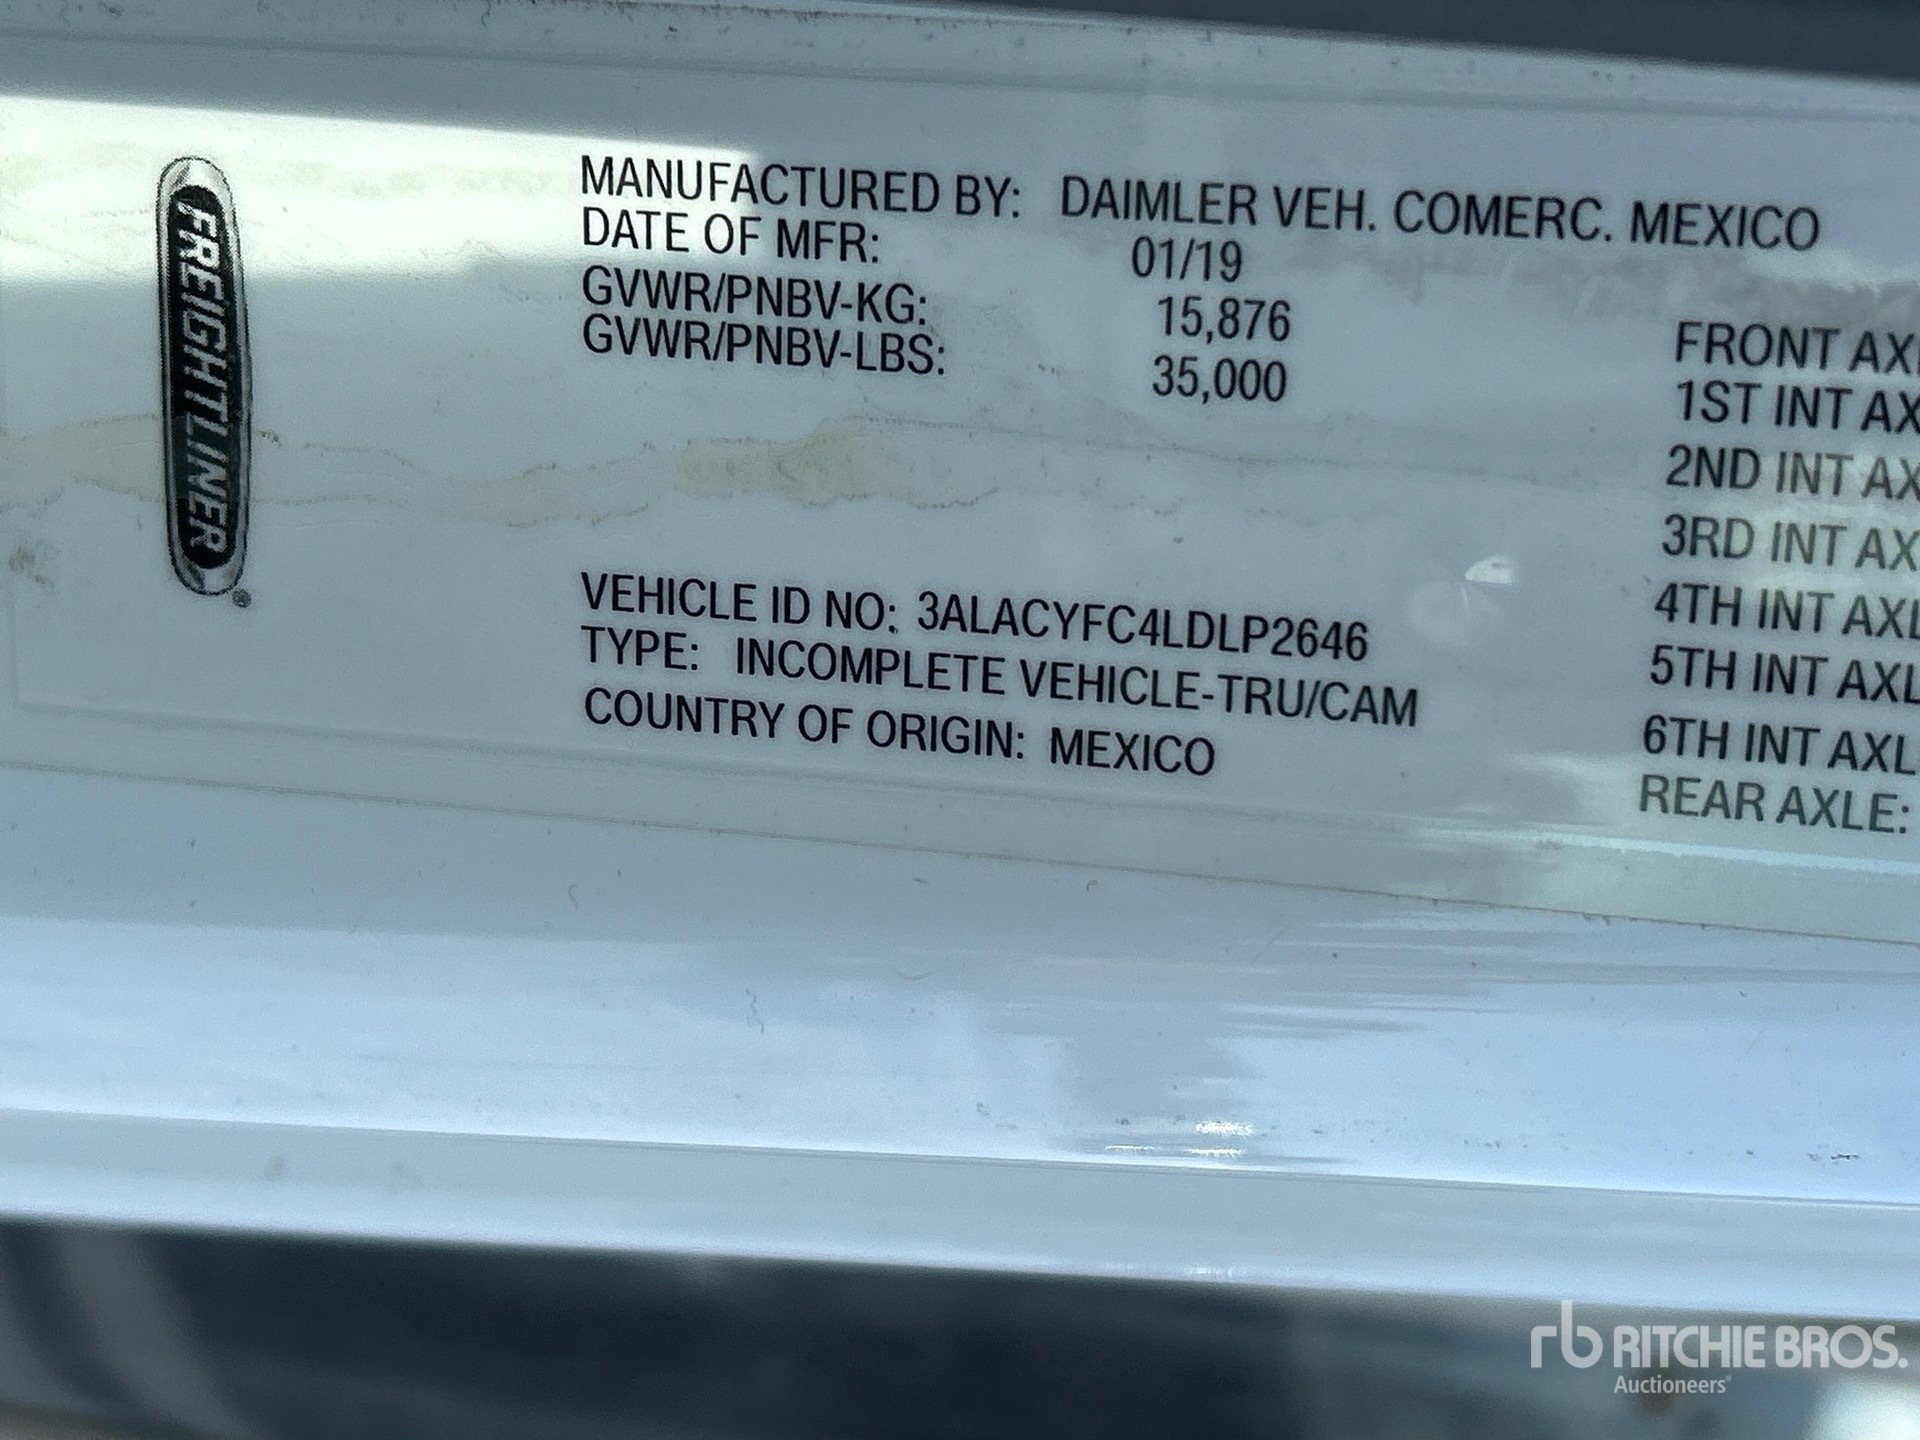 FREIGHTLINER
MANUFACTURED BY: DAIMLER VEH. COMERC. MEXICO
DATE OF MFR: 01/19
GVWR/PNBV-KG: 15,876
GVWR/PNBV-LBS: 35,000
VEHICLE ID NO: 3ALACYFC4LDLP2646
TYPE: INCOMPLETE VEHICLE-TRU/CAM
COUNTRY OF ORIGIN: MEXICO
FRONT AX
1ST INT AX
2ND INT AX
3RD INT AX
4TH INT AXL
5TH INT AXL
6TH INT AXL
REAR AXLE:
rb RITCHIE BROS.
Auctioneers